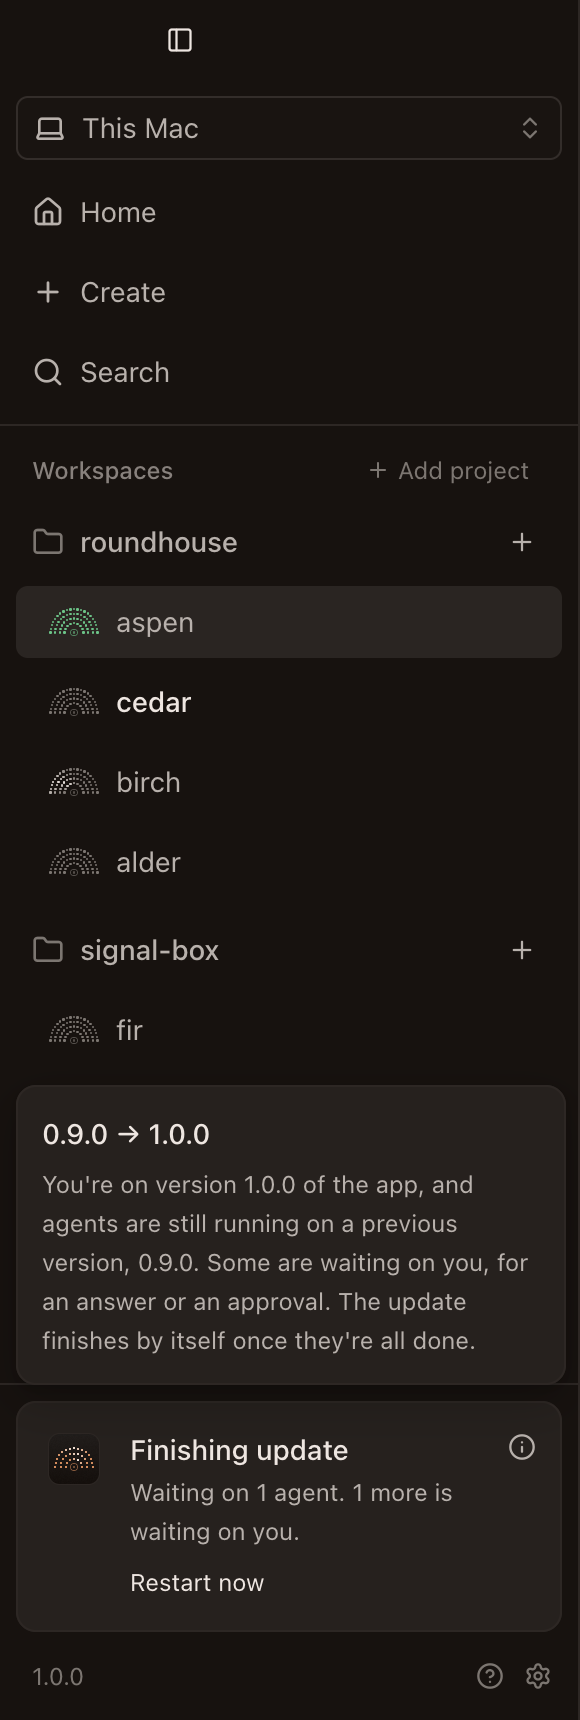 This Mac
Home
Create
Search
Workspaces
+ Add project
roundhouse
aspen
cedar
birch
alder
signal-box
fir
0.9.0 → 1.0.0
You're on version 1.0.0 of the app, and
agents are still running on a previous
version, 0.9.0. Some are waiting on you, for
an answer or an approval. The update
finishes by itself once they're all done.
Finishing update
Waiting on 1 agent. 1 more is
waiting on you.
Restart now
1.0.0